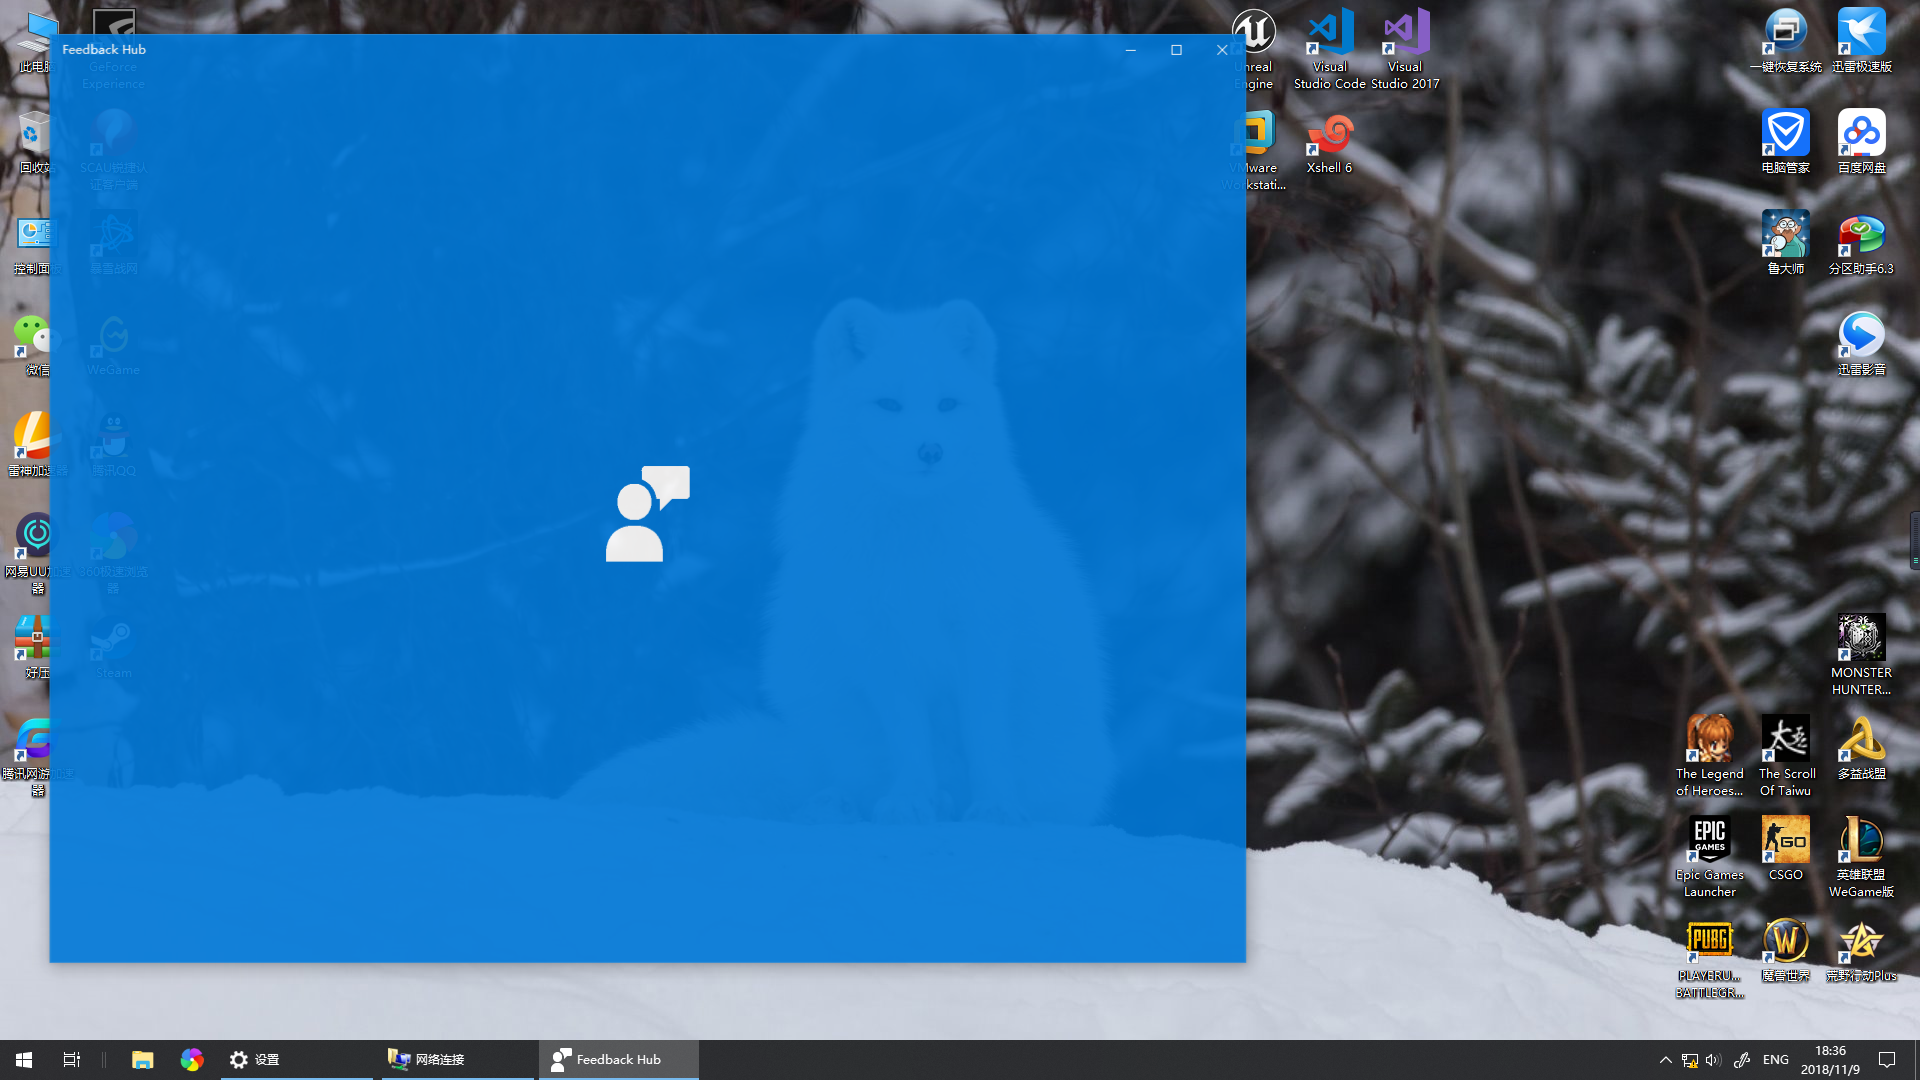 Feedback Hub
此电脑
GeForce
Experience
回收站
SCAU锐捷认
证客户端
控制面板
暴雪战网
微信
WeGame
雷神加速器
腾讯QQ
网易UU加速
器
360极速浏览
器
好压
Steam
腾讯网游加速
器
Unreal
Engine
Visual
Studio Code
Visual
Studio 2017
VMware
Workstati...
Xshell 6
一键恢复系统
迅雷极速版
电脑管家
百度网盘
鲁大师
分区助手6.3
迅雷影音
MONSTER
HUNTER...
The Legend
of Heroes...
太吾
The Scroll
Of Taiwu
多益战盟
EPIC
GAMES
Epic Games
Launcher
GO
CSGO
英雄联盟
WeGame版
PUBG
PLAYERU...
BATTLEGR...
W
魔兽世界
荒野行动Plus
设置
网络连接
Feedback Hub
ENG
18:36
2018/11/9